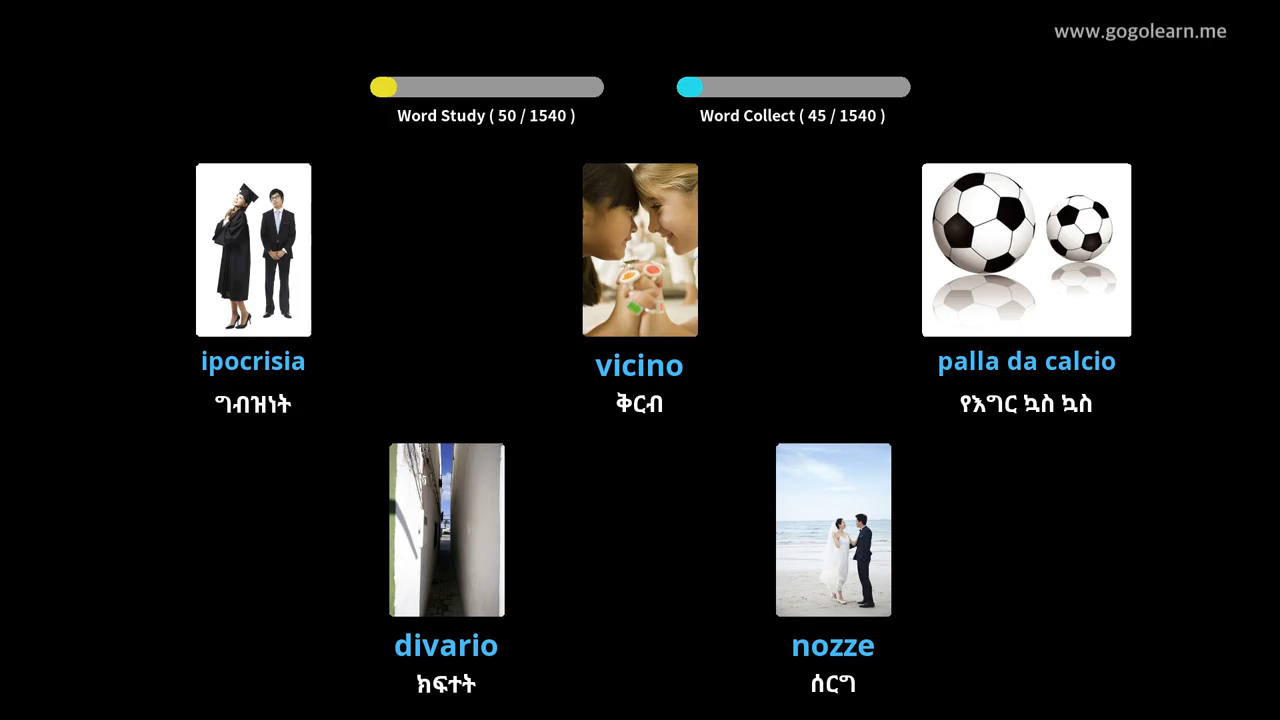 www.gogolearn.me
Word Study ( 50 / 1540 )
Word Collect ( 45 / 1540 )
ipocrisia
ግብዝነት
vicino
ቅርብ
palla da calcio
የእግር ኳስ ኳስ
divario
ክፍተት
nozze
ሰርግ